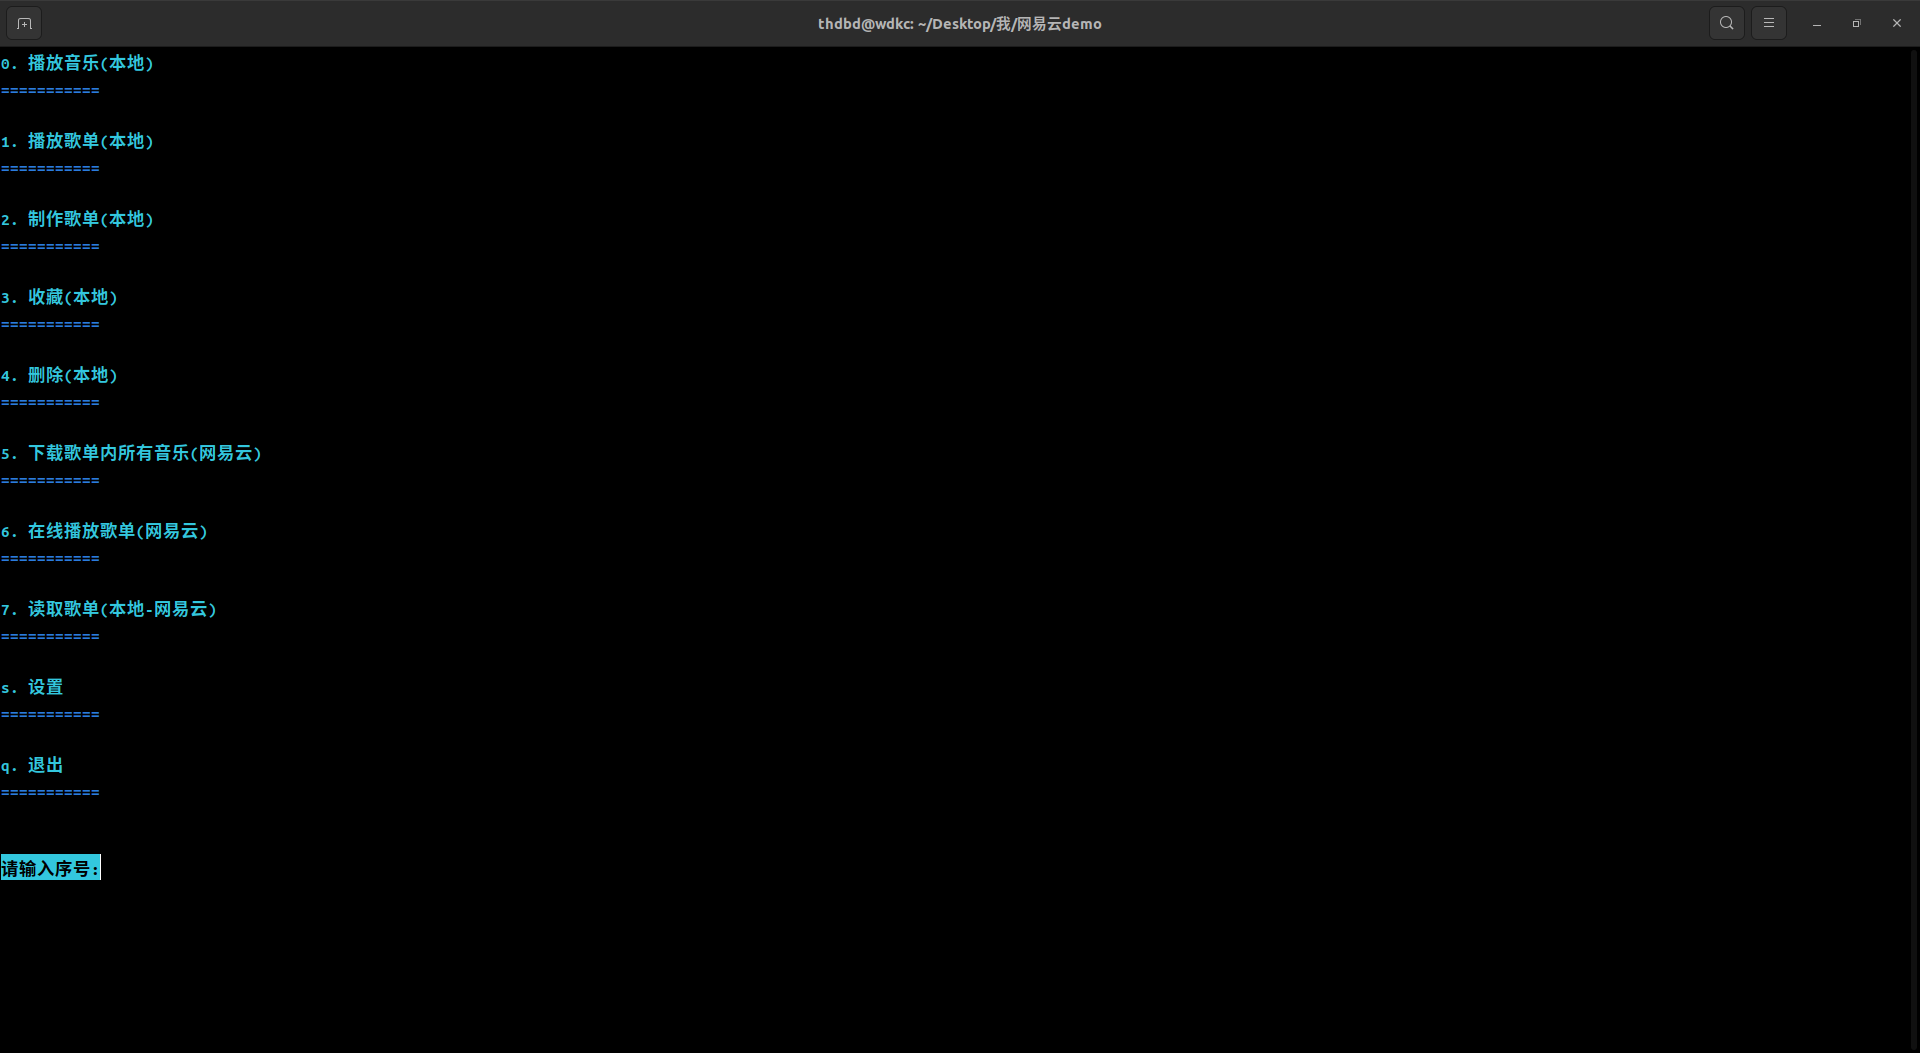 thdbd@wdkc: ~/Desktop/我/网易云demo
0. 播放音乐(本地)
===========
1. 播放歌单(本地)
===========
2. 制作歌单(本地)
===========
3. 收藏(本地)
===========
4. 删除(本地)
===========
5. 下载歌单内所有音乐(网易云)
===========
6. 在线播放歌单(网易云)
===========
7. 读取歌单(本地-网易云)
===========
s. 设置
===========
q. 退出
===========
请输入序号: